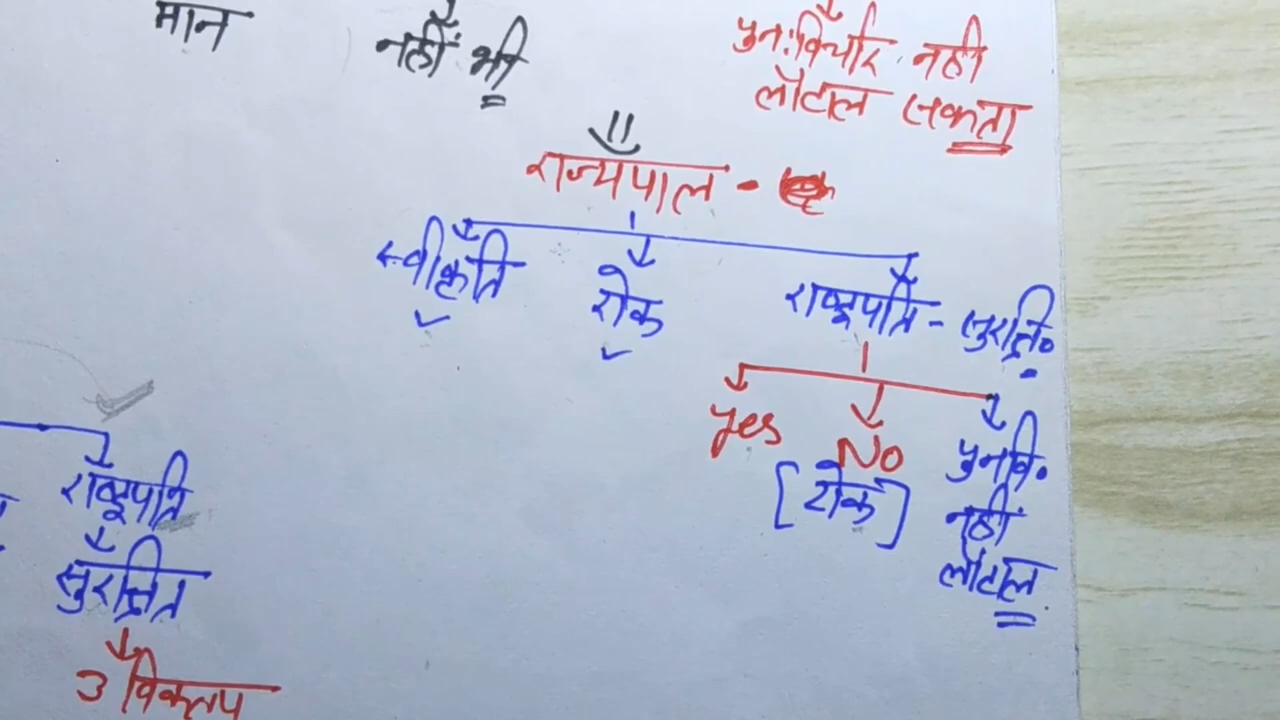 मान
नहीं भी
पुनःविचार नही
लौटाल सकता
राज्यपाल -
स्वीकृति
रोक
राष्ट्रपति - सुरक्षि॰
yes
No
[रोक]
पुनर्वि॰
नहीं
लौटाल
राष्ट्रपति
सुरक्षित
3 विकल्प